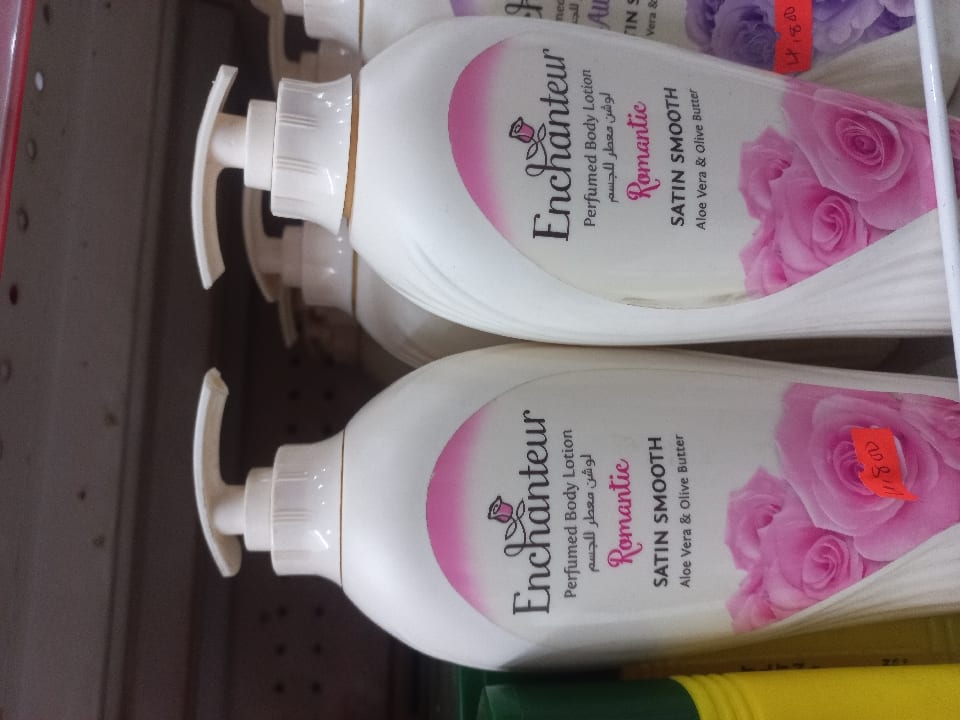 Enchanteur
Perfumed Body Lotion
لوشن معطر للجسم
Romantic
SATIN SMOOTH
Aloe Vera & Olive Butter
Enchanteur
Perfumed Body Lotion
لوشن معطر للجسم
Romantic
SATIN SMOOTH
Aloe Vera & Olive Butter